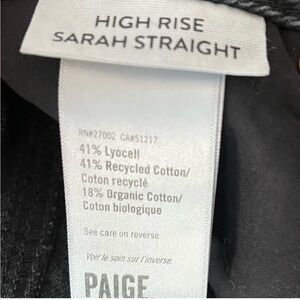 HIGH RISE
SARAH STRAIGHT
RN#27002 CA#51217
41% Lyocell
41% Recycled Cotton/
Coton recyclé
18% Organic Cotton/
Coton biologique
See care on reverse.
Voir le soin sur l'inverse.
PAIGE